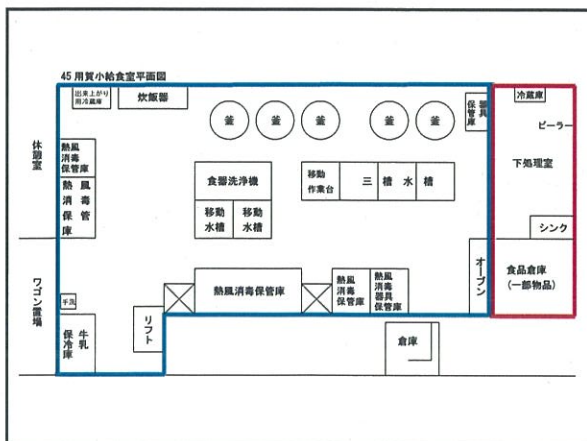 45 用賀小給食室平面図
出来上がり
用冷蔵庫
炊飯器
釜
釜
釜
釜
釜
器具
保管庫
冷蔵庫
ピーラー
下処理室
シンク
食品倉庫
(一部物品)
休憩室
熱風
消毒
保管庫
熱風
消毒
保管
庫
食器洗浄機
移動
水槽
移動
水槽
移動
作業台
三槽水槽
オーブン
ワゴン置場
手洗
牛乳
保冷庫
リフト
熱風消毒保管庫
熱風
消毒
保管庫
熱風
消毒
器具
保管庫
倉庫